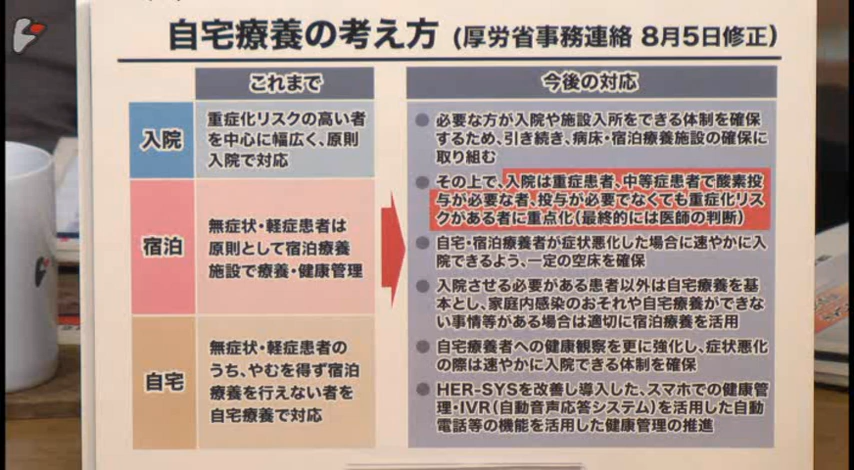 自宅療養の考え方 (厚労省事務連絡 8月5日修正)
これまで
入院
重症化リスクの高い者
を中心に幅広く、原則
入院で対応
宿泊
無症状・軽症患者は
原則として宿泊療養
施設で療養・健康管理
自宅
無症状・軽症患者の
うち、やむを得ず宿泊
療養を行えない者を
自宅療養で対応
今後の対応
● 必要な方が入院や施設入所をできる体制を確保
するため、引き続き、病床・宿泊療養施設の確保に
取り組む
● その上で、入院は重症患者、中等症患者で酸素投
与が必要な者、投与が必要でなくても重症化リス
クがある者に重点化(最終的には医師の判断)
● 自宅・宿泊療養者が症状悪化した場合に速やかに入
院できるよう、一定の空床を確保
● 入院させる必要がある患者以外は自宅療養を基
本とし、家庭内感染のおそれや自宅療養ができな
い事情等がある場合は適切に宿泊療養を活用
● 自宅療養者への健康観察を更に強化し、症状悪化
の際は速やかに入院できる体制を確保
● HER-SYSを改善し導入した、スマホでの健康管
理・IVR(自動音声応答システム)を活用した自動
電話等の機能を活用した健康管理の推進